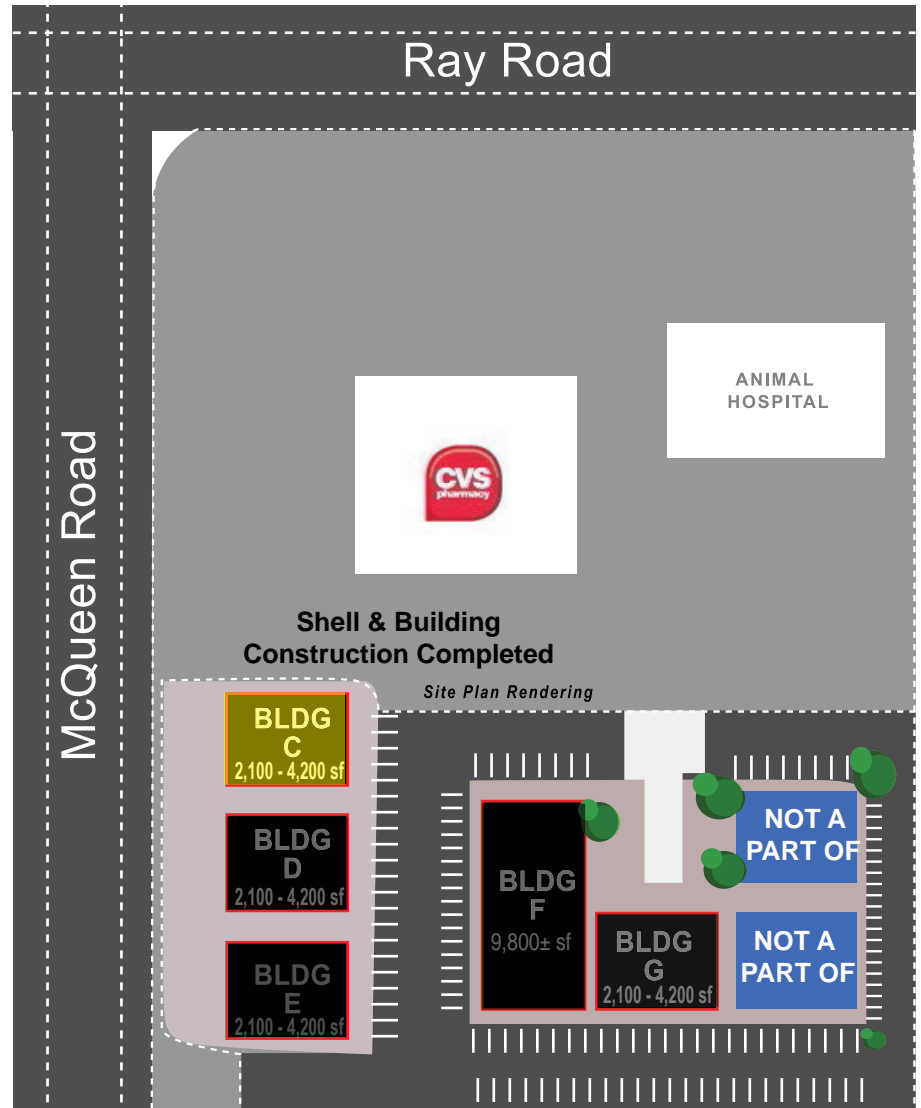 Ray Road
McQueen Road
ANIMAL
HOSPITAL
CVS
pharmacy
Shell & Building
Construction Completed
Site Plan Rendering
BLDG
C
2,100 - 4,200 sf
BLDG
D
2,100 - 4,200 sf
BLDG
E
2,100 - 4,200 sf
BLDG
F
9,800± sf
BLDG
G
2,100 - 4,200 sf
NOT A
PART OF
NOT A
PART OF